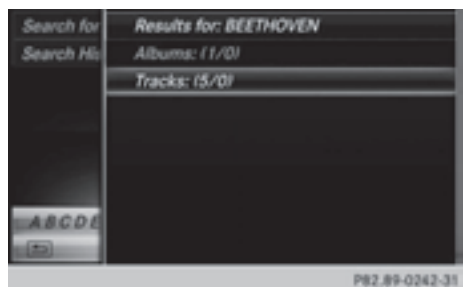 Search for
Search His
Results for: BEETHOVEN
Albums: (1/0)
Tracks: (5/0)
ABCDE
P82.89-0242-31